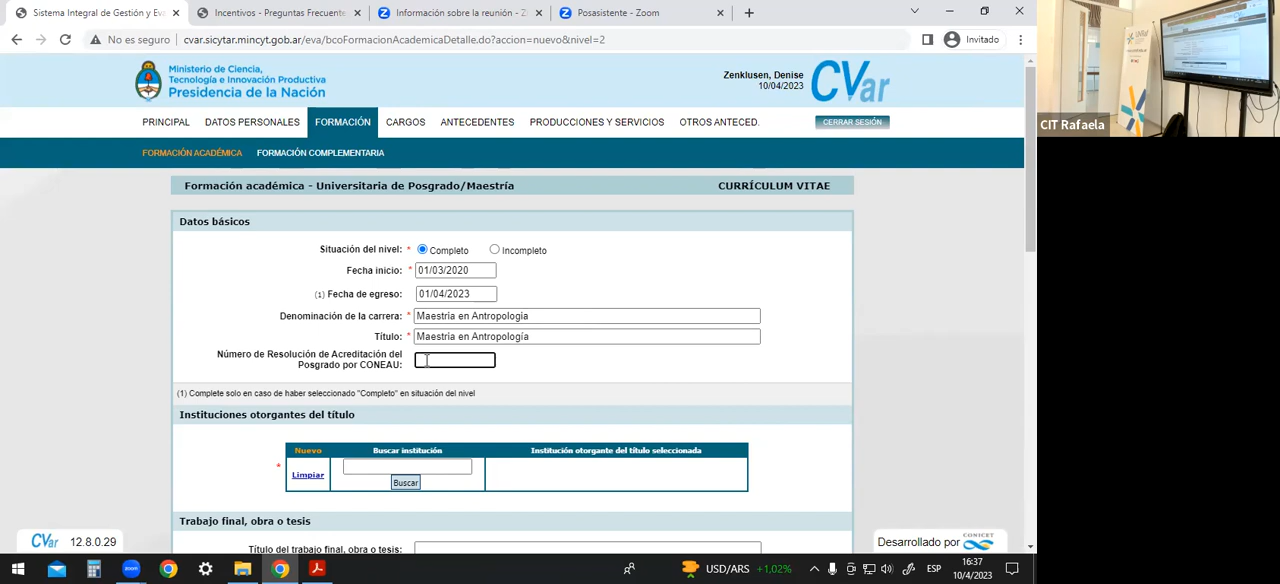 Sistema Integral de Gestión y Eva
Incentivos - Preguntas Frecuente
Información sobre la reunión - Z
Posasistente - Zoom
No es seguro
cvar.sicytar.mincyt.gob.ar/eva/bcoFormacionAcademicaDetalle.do?accion=nuevo&nivel=2
Invitado
Ministerio de Ciencia,
Tecnología e Innovación Productiva
Presidencia de la Nación
Zenklusen, Denise
10/04/2023
CVar
PRINCIPAL DATOS PERSONALES FORMACIÓN CARGOS ANTECEDENTES PRODUCCIONES Y SERVICIOS OTROS ANTECED. CERRAR SESIÓN
FORMACIÓN ACADÉMICA FORMACIÓN COMPLEMENTARIA
Formación académica - Universitaria de Posgrado/Maestría CURRÍCULUM VITAE
Datos básicos
Situación del nivel: * Completo Incompleto
Fecha inicio: * 01/03/2020
(1) Fecha de egreso: 01/04/2023
Denominación de la carrera: * Maestria en Antropologia
Título: * Maestria en Antropología
Número de Resolución de Acreditación del
Posgrado por CONEAU:
(1) Complete solo en caso de haber seleccionado "Completo" en situación del nivel
Instituciones otorgantes del título
Nuevo Buscar institución Institución otorgante del título seleccionada
*
Limpiar
Buscar
Trabajo final, obra o tesis
Título del trabajo final, obra o tesis:
CVar 12.8.0.29
Desarrollado por CONICET
zoom
USD/ARS +1,02%
ESP
16:37
10/4/2023
CIT Rafaela